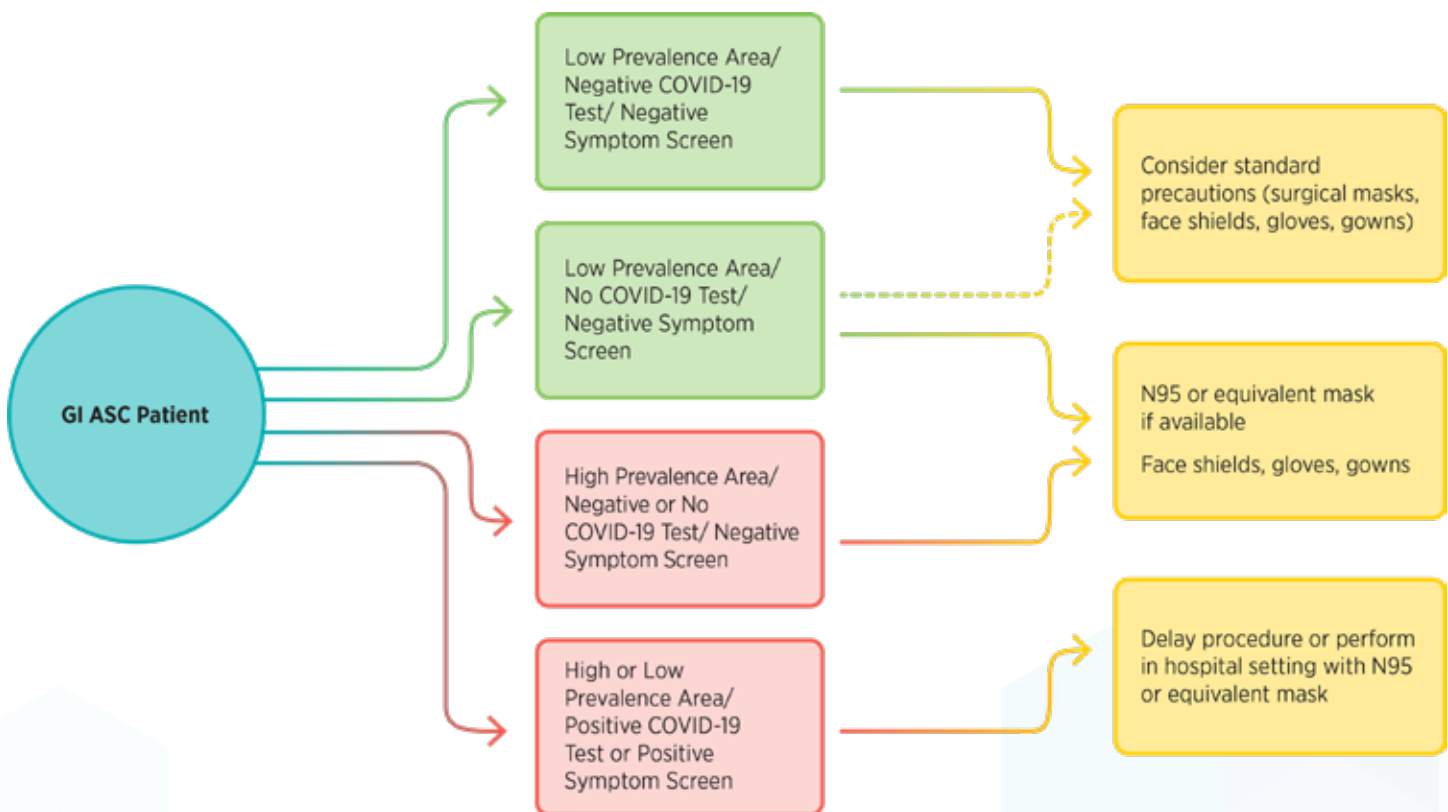 Low Prevalence Area/
Negative COVID-19
Test/ Negative
Symptom Screen
Consider standard
precautions (surgical masks,
face shields, gloves, gowns)
Low Prevalence Area/
No COVID-19 Test/
Negative Symptom
Screen
GI ASC Patient
N95 or equivalent mask
if available
Face shields, gloves, gowns
High Prevalence Area/
Negative or No
COVID-19 Test/ Negative
Symptom Screen
Delay procedure or perform
in hospital setting with N95
or equivalent mask
High or Low
Prevalence Area/
Positive COVID-19
Test or Positive
Symptom Screen